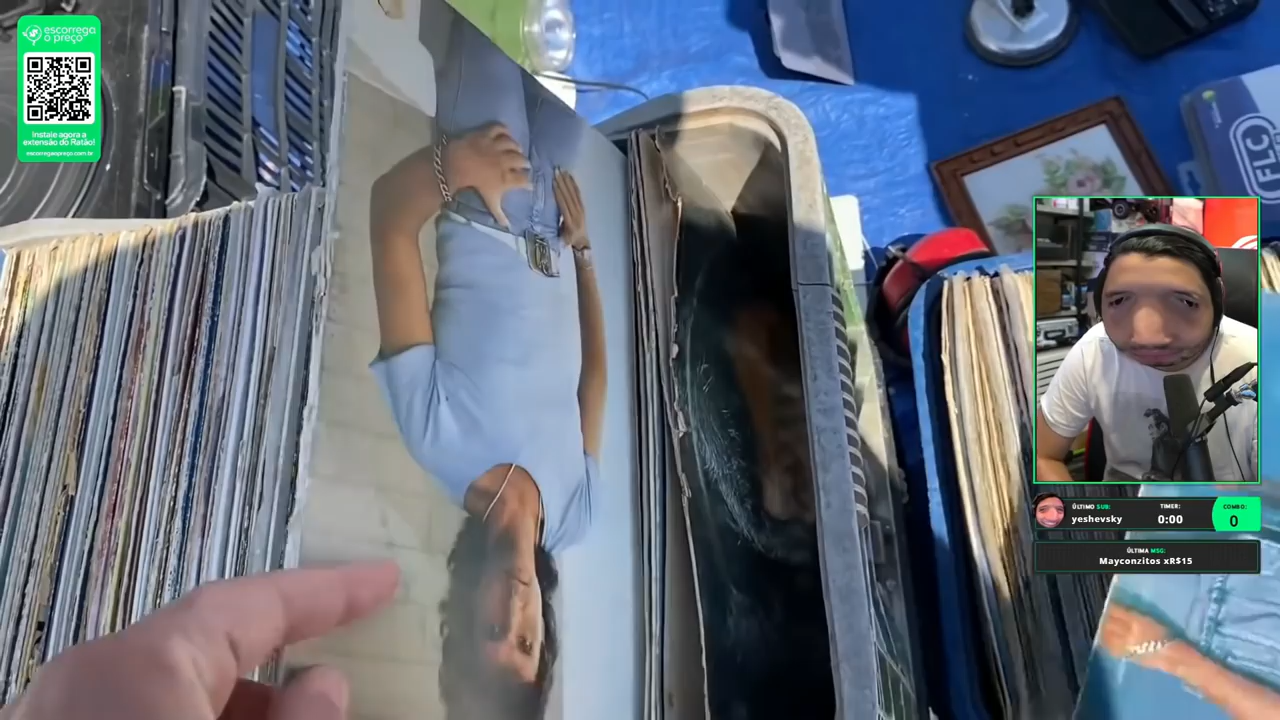 escorrega
o preço
Instale agora a
extensão do Ratão!
escorregaopreco.com.br
FLC
ÚLTIMO SUB:
yeshevsky
TIMER:
0:00
COMBO:
0
ÚLTIMA MSG:
Mayconzitos xR$15